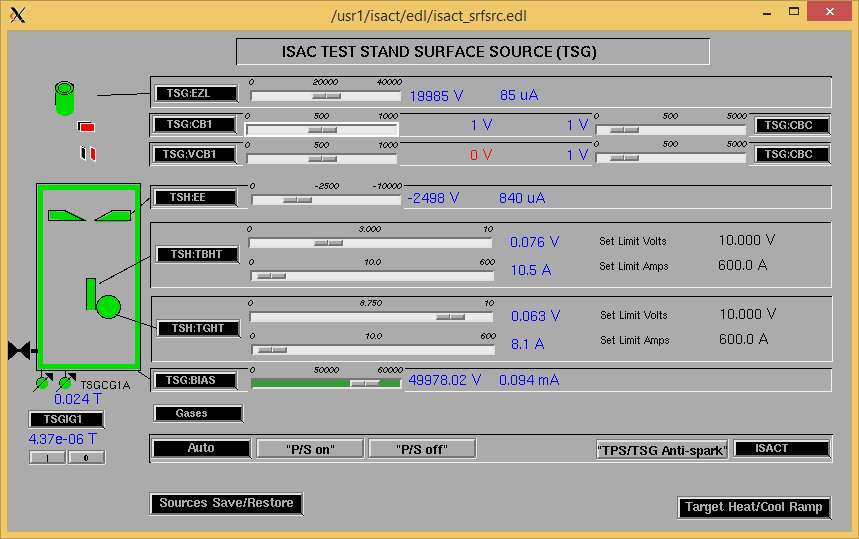 /usr1/isact/edl/isact_srfsrc.edl
ISAC TEST STAND SURFACE SOURCE (TSG)
0 20000 40000
TSG:EZL 19985 V 85 uA
0 500 1000 0 500 5000
TSG:CB1 1 V 1 V TSG:CBC
0 500 1000 0 500 5000
TSG:VCB1 0 V 1 V TSG:CBC
0 -2500 -10000
TSH:EE -2498 V 840 uA
0 3.000 10
0.076 V Set Limit Volts 10.000 V
TSH:TBHT
0 10.0 600
10.5 A Set Limit Amps 600.0 A
0 8.750 10
0.063 V Set Limit Volts 10.000 V
TSH:TGHT
0 10.0 600
8.1 A Set Limit Amps 600.0 A
0 50000 60000
TSG:BIAS 49978.02 V 0.094 mA
TSGCG1A
0.024 T
TSGIG1
4.37e-06 T
I 0
Gases
Auto "P/S on" "P/S off" "TPS/TSG Anti-spark" ISACT
Sources Save/Restore Target Heat/Cool Ramp